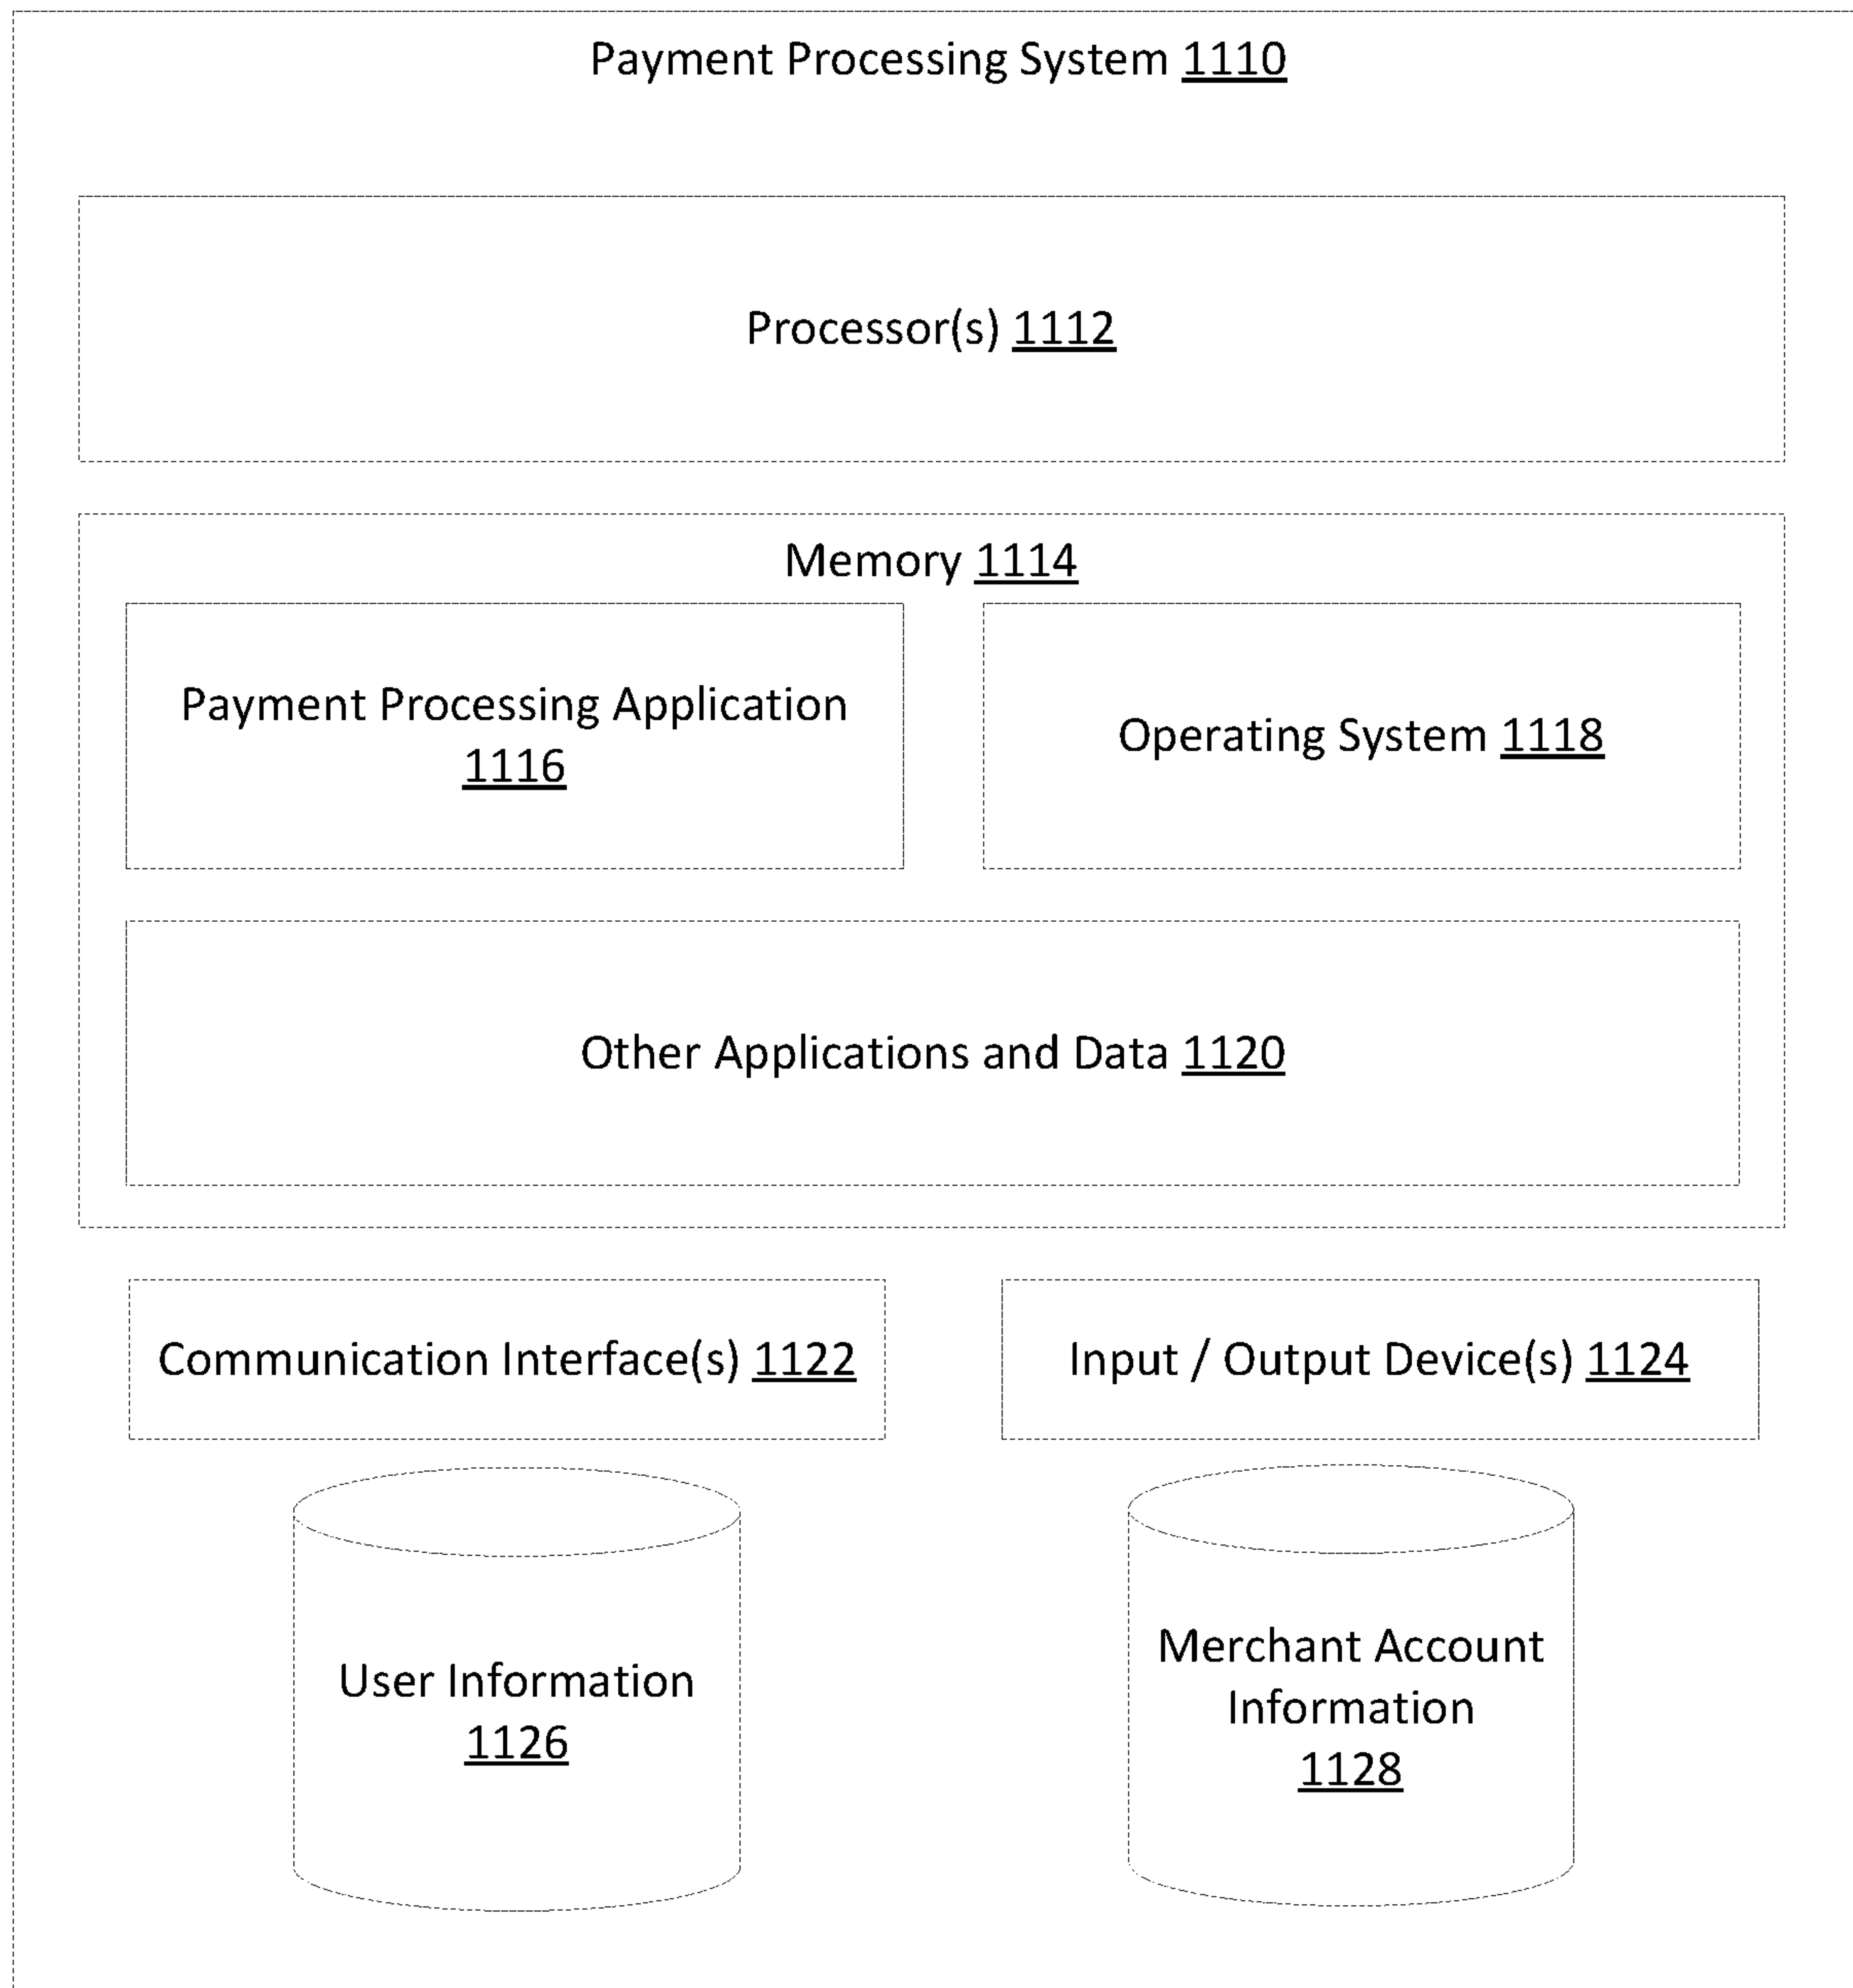 Payment Processing System 1110
Processor(s) 1112
Memory 1114
Payment Processing Application
1116
Operating System 1118
Other Applications and Data 1120
Communication Interface(s) 1122
Input / Output Device(s) 1124
User Information
1126
Merchant Account
Information
1128